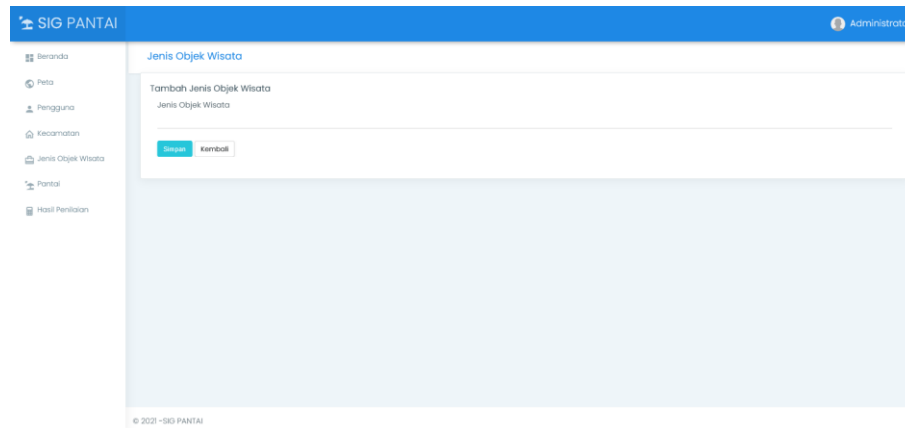 SIG PANTAI
Administrato
Beranda
Peta
Pengguna
Kecamatan
Jenis Objek Wisata
Pantai
Hasil Penilaian
Jenis Objek Wisata
Tambah Jenis Objek Wisata
Jenis Objek Wisata
Simpan Kembali
© 2021 -SIG PANTAI